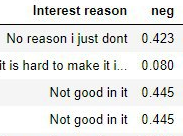 Interest reason neg
No reason i just dont 0.423
it is hard to make it i... 0.080
Not good in it 0.445
Not good in it 0.445